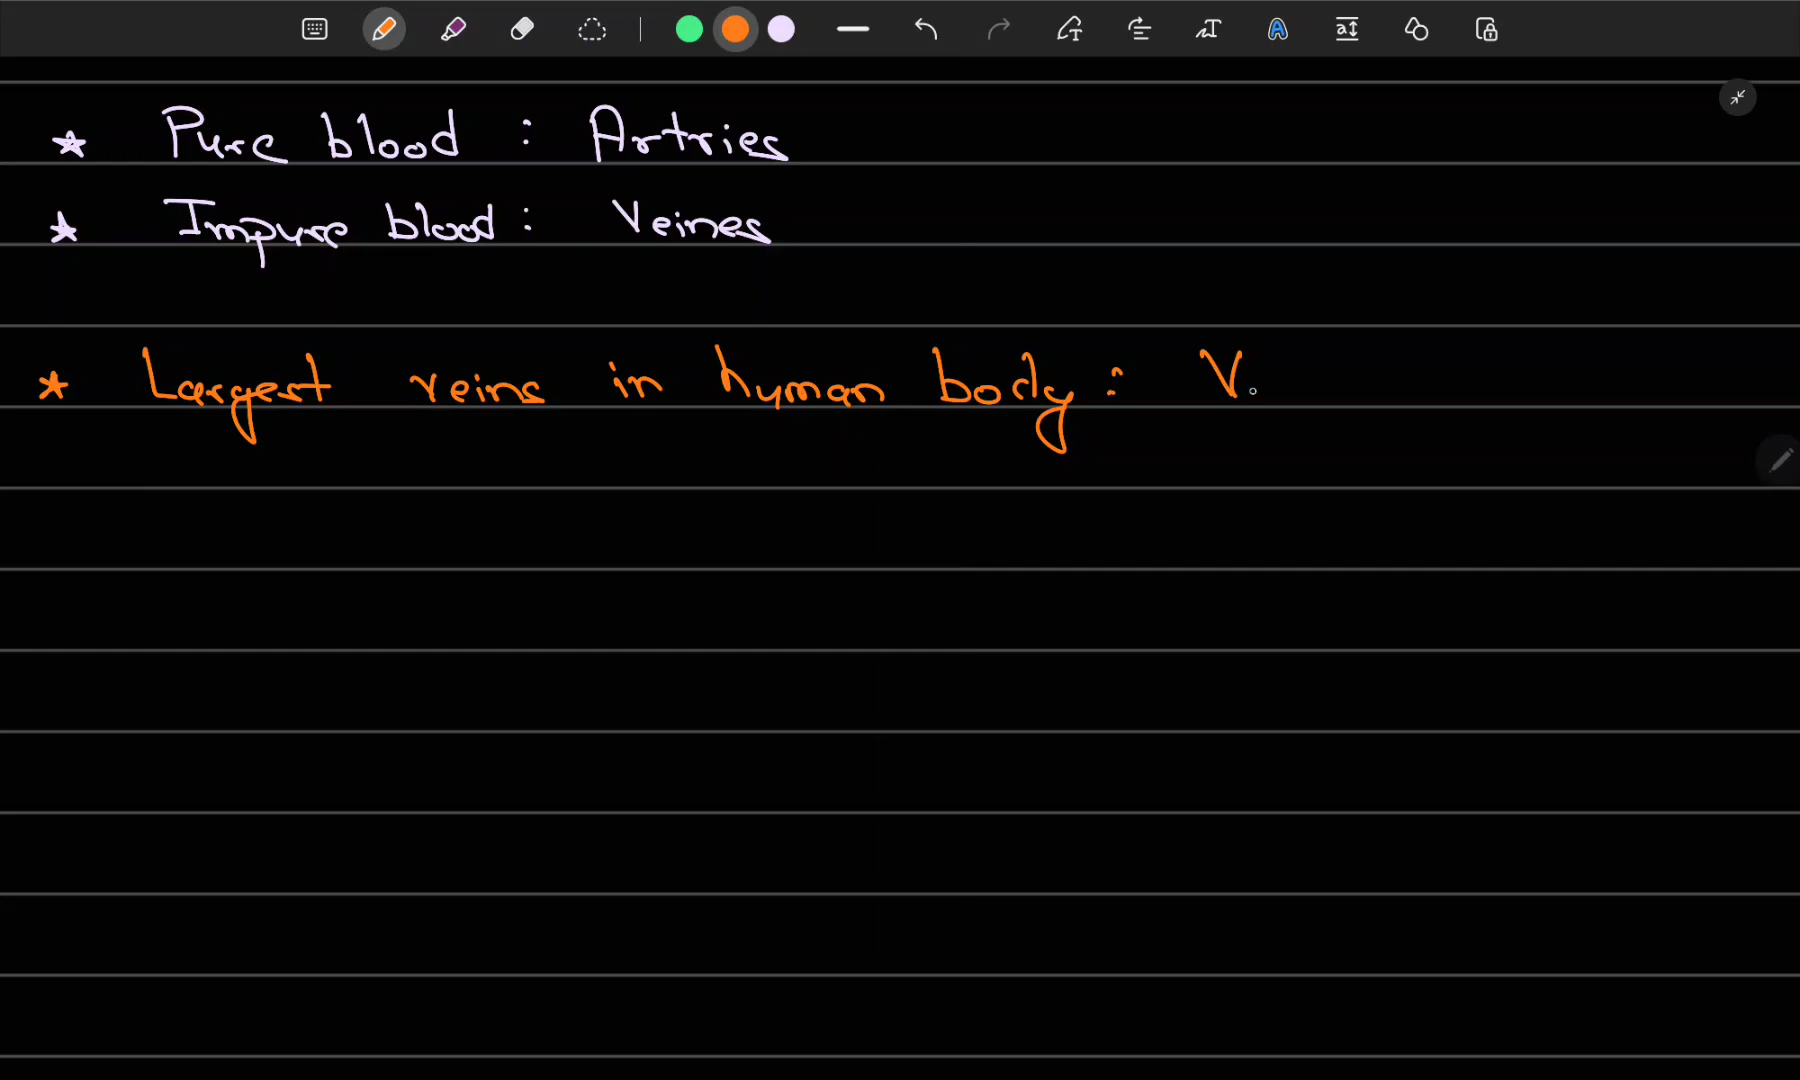 ★ Pure blood : Artries
★ Impure blood : Veines
★ Largest veins in human body : V